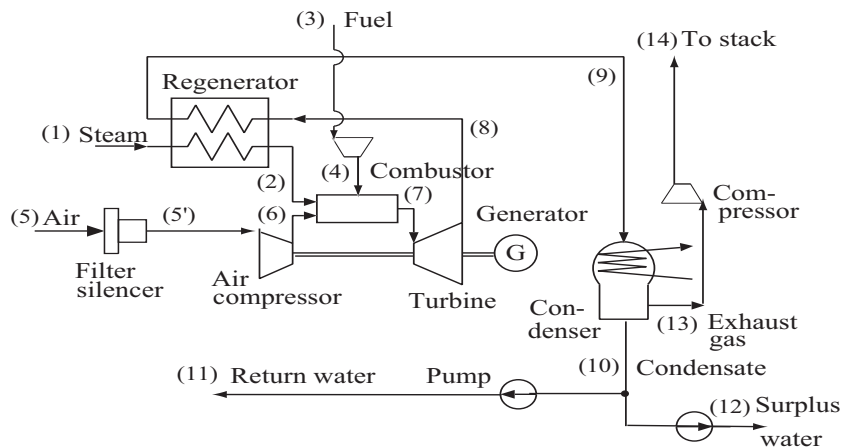 (3) Fuel
(14) To stack
(9)
Regenerator
(1) Steam
(8)
(2)
(4)
Combustor
(7)
Com-
pressor
(5) Air
(5')
(6)
Generator
G
Filter
silencer
Air
compressor
Turbine
Con-
denser
(13) Exhaust
gas
(10) Condensate
(11) Return water
Pump
(12) Surplus
water